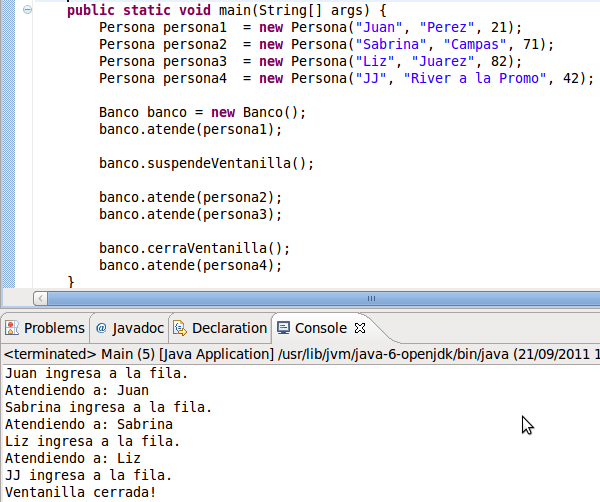 public static void main(String[] args) {
Persona persona1  = new Persona("Juan", "Perez", 21);
Persona persona2  = new Persona("Sabrina", "Campas", 71);
Persona persona3  = new Persona("Liz", "Juarez", 82);
Persona persona4  = new Persona("JJ", "River a la Promo", 42);
Banco banco = new Banco();
banco.atende(persona1);
banco.suspendeVentanilla();
banco.atende(persona2);
banco.atende(persona3);
banco.cerraVentanilla();
banco.atende(persona4);
}
Problems @ Javadoc Declaration Console
<terminated> Main (5) [Java Application] /usr/lib/jvm/java-6-openjdk/bin/java (21/09/2011 1
Juan ingresa a la fila.
Atendiendo a: Juan
Sabrina ingresa a la fila.
Atendiendo a: Sabrina
Liz ingresa a la fila.
Atendiendo a: Liz
JJ ingresa a la fila.
Ventanilla cerrada!